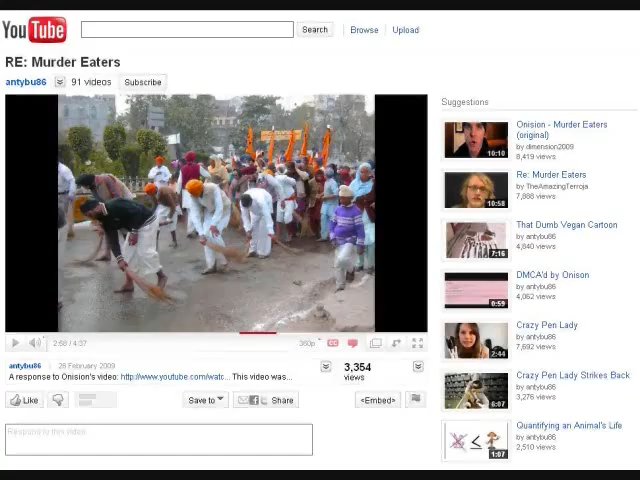 YouTube
Search
Browse
Upload
RE: Murder Eaters
antybu86
91 videos
Subscribe
Suggestions
10:10
Onision - Murder Eaters
(original)
by dimension2009
8,419 views
10:58
Re: Murder Eaters
by TheAmazingTerroja
7,888 views
7:16
That Dumb Vegan Cartoon
by antybu86
4,840 views
0:59
DMCA'd by Onison
by antybu86
4,062 views
2:44
Crazy Pen Lady
by antybu86
7,692 views
6:07
Crazy Pen Lady Strikes Back
by antybu86
3,276 views
1:07
Quantifying an Animal's Life
by antybu86
2,510 views
2:58 / 4:37
360p
CC
antybu86
28 February 2009
A response to Onision's video: http://www.youtube.com/watc... This video was...
3,354
views
Like
Save to
Share
<Embed>
Respond to this video...